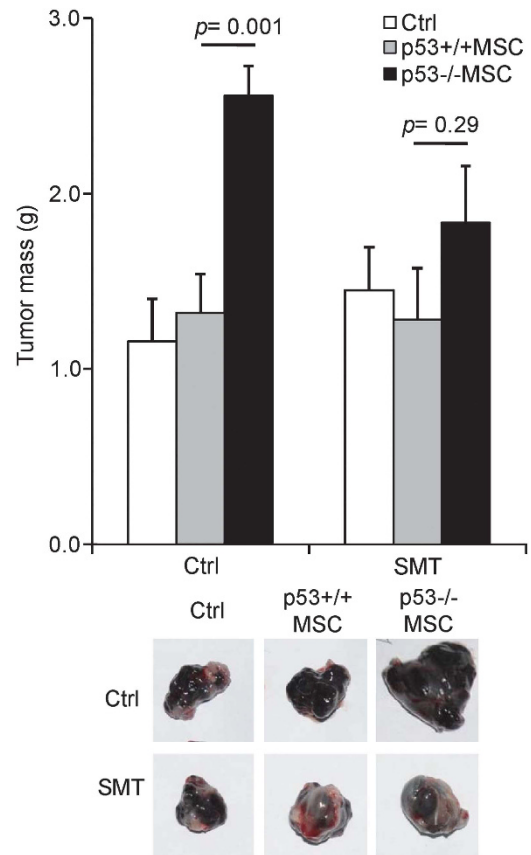 p= 0.001
Ctrl
p53+/+MSC
p53-/-MSC
p= 0.29
3.0
2.0
1.0
0.0
Tumor mass (g)
Ctrl
SMT
Ctrl
p53+/+
MSC
p53-/-
MSC
Ctrl
SMT